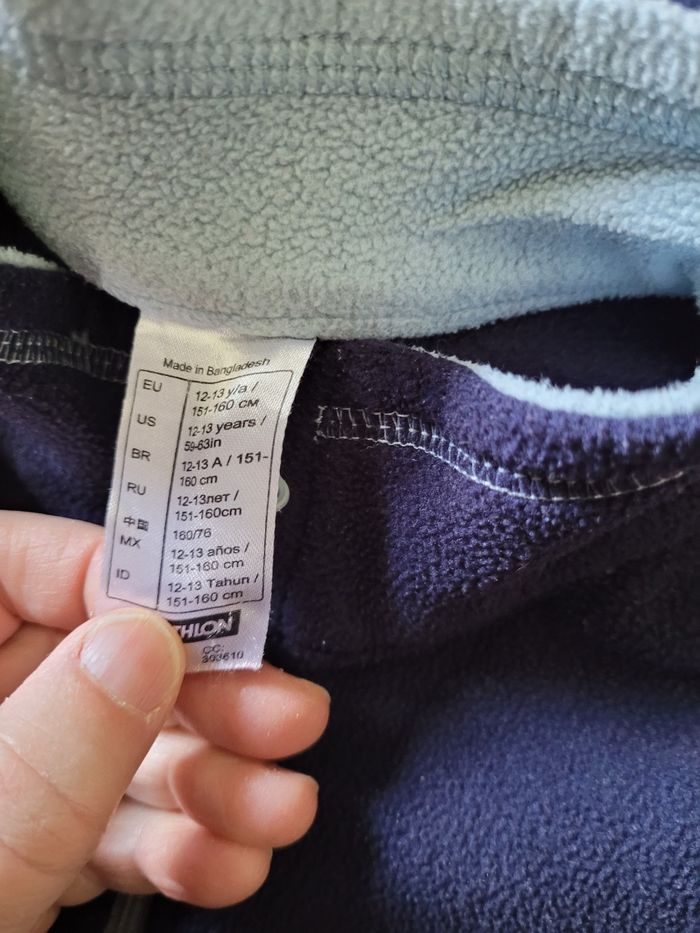 Made in Bangladesh
EU 12-13 y/a. /
151-160 CM
US 12-13 years /
59-63in
BR 12-13 A / 151-
160 cm
RU 12-13лет /
151-160cm
中国 160/76
MX 12-13 años /
151-160 cm
ID 12-13 Tahun /
151-160 cm
THLON
CC:
303610